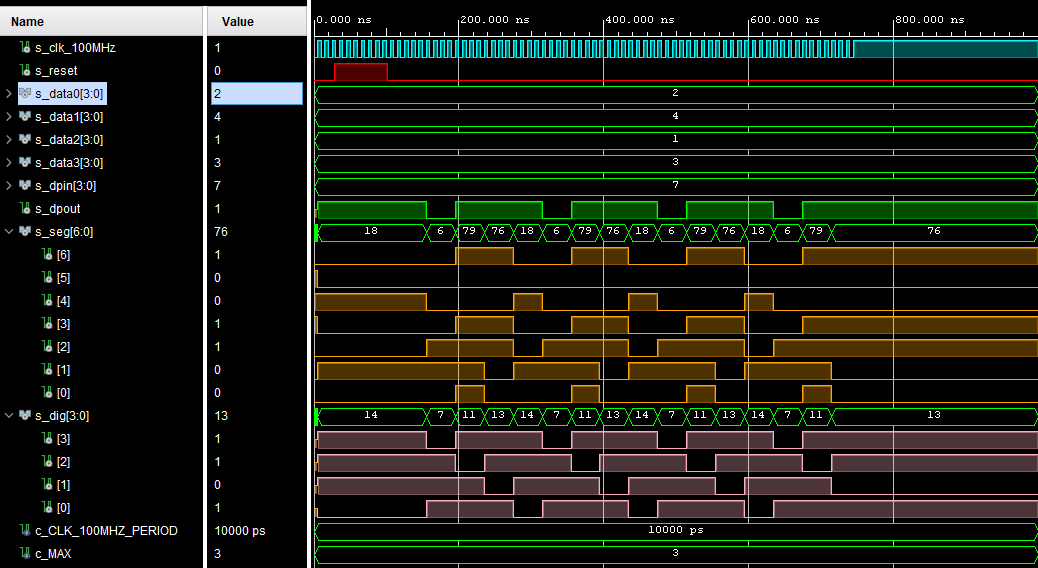 Name Value 0.000 ns 200.000 ns 400.000 ns 600.000 ns 800.000 ns
s_clk_100MHz 1
s_reset 0
s_data0[3:0] 2 2
s_data1[3:0] 4 4
s_data2[3:0] 1 1
s_data3[3:0] 3 3
s_dpin[3:0] 7 7
s_dpout 1
s_seg[6:0] 76 18 6 79 76 18 6 79 76 18 6 79 76 18 6 79 76
[6] 1
[5] 0
[4] 0
[3] 1
[2] 1
[1] 0
[0] 0
s_dig[3:0] 13 14 7 11 13 14 7 11 13 14 7 11 13 14 7 11 13
[3] 1
[2] 1
[1] 0
[0] 1
c_CLK_100MHZ_PERIOD 10000 ps 10000 ps
c_MAX 3 3